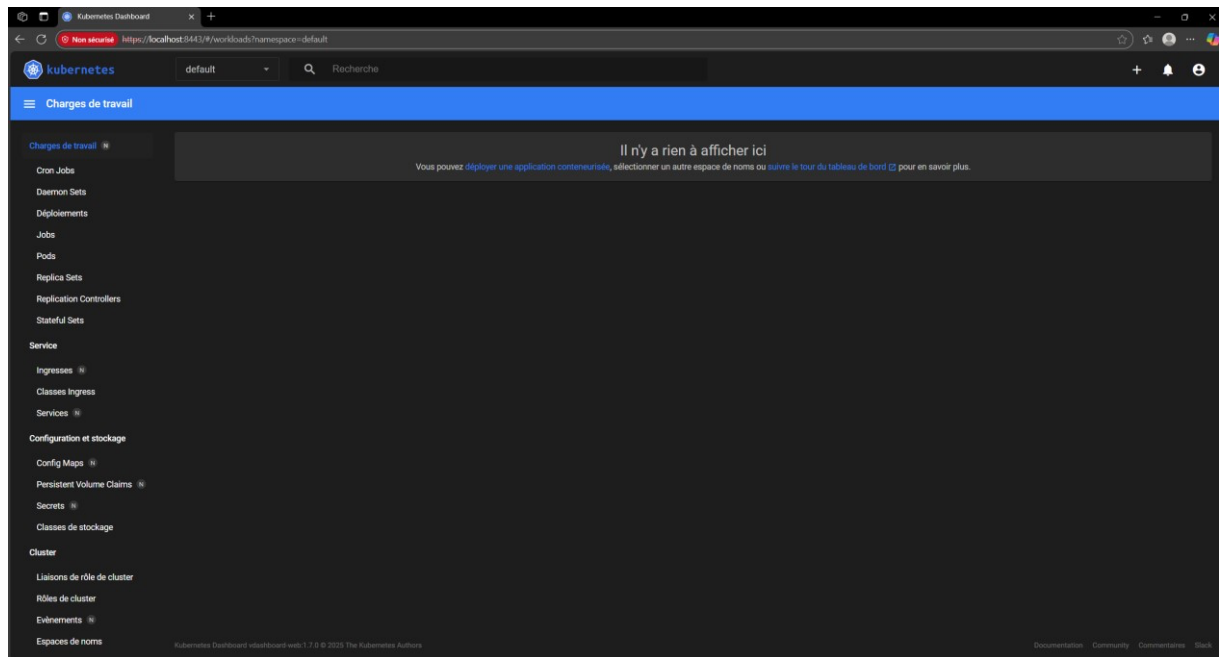 Kubernetes Dashboard
Non sécurisé https://localhost:8443/#/workloads?namespace=default
kubernetes default Recherche
Charges de travail
Charges de travail N
Cron Jobs
Daemon Sets
Déploiements
Jobs
Pods
Replica Sets
Replication Controllers
Stateful Sets
Service
Ingresses N
Classes Ingress
Services N
Configuration et stockage
Config Maps N
Persistent Volume Claims N
Secrets N
Classes de stockage
Cluster
Liaisons de rôle de cluster
Rôles de cluster
Evènements N
Espaces de noms
Il n'y a rien à afficher ici
Vous pouvez déployer une application conteneurisée, sélectionner un autre espace de noms ou suivre le tour du tableau de bord pour en savoir plus.
Kubernetes Dashboard vdashboard-web:1.7.0 © 2025 The Kubernetes Authors
Documentation Community Commentaires Slack